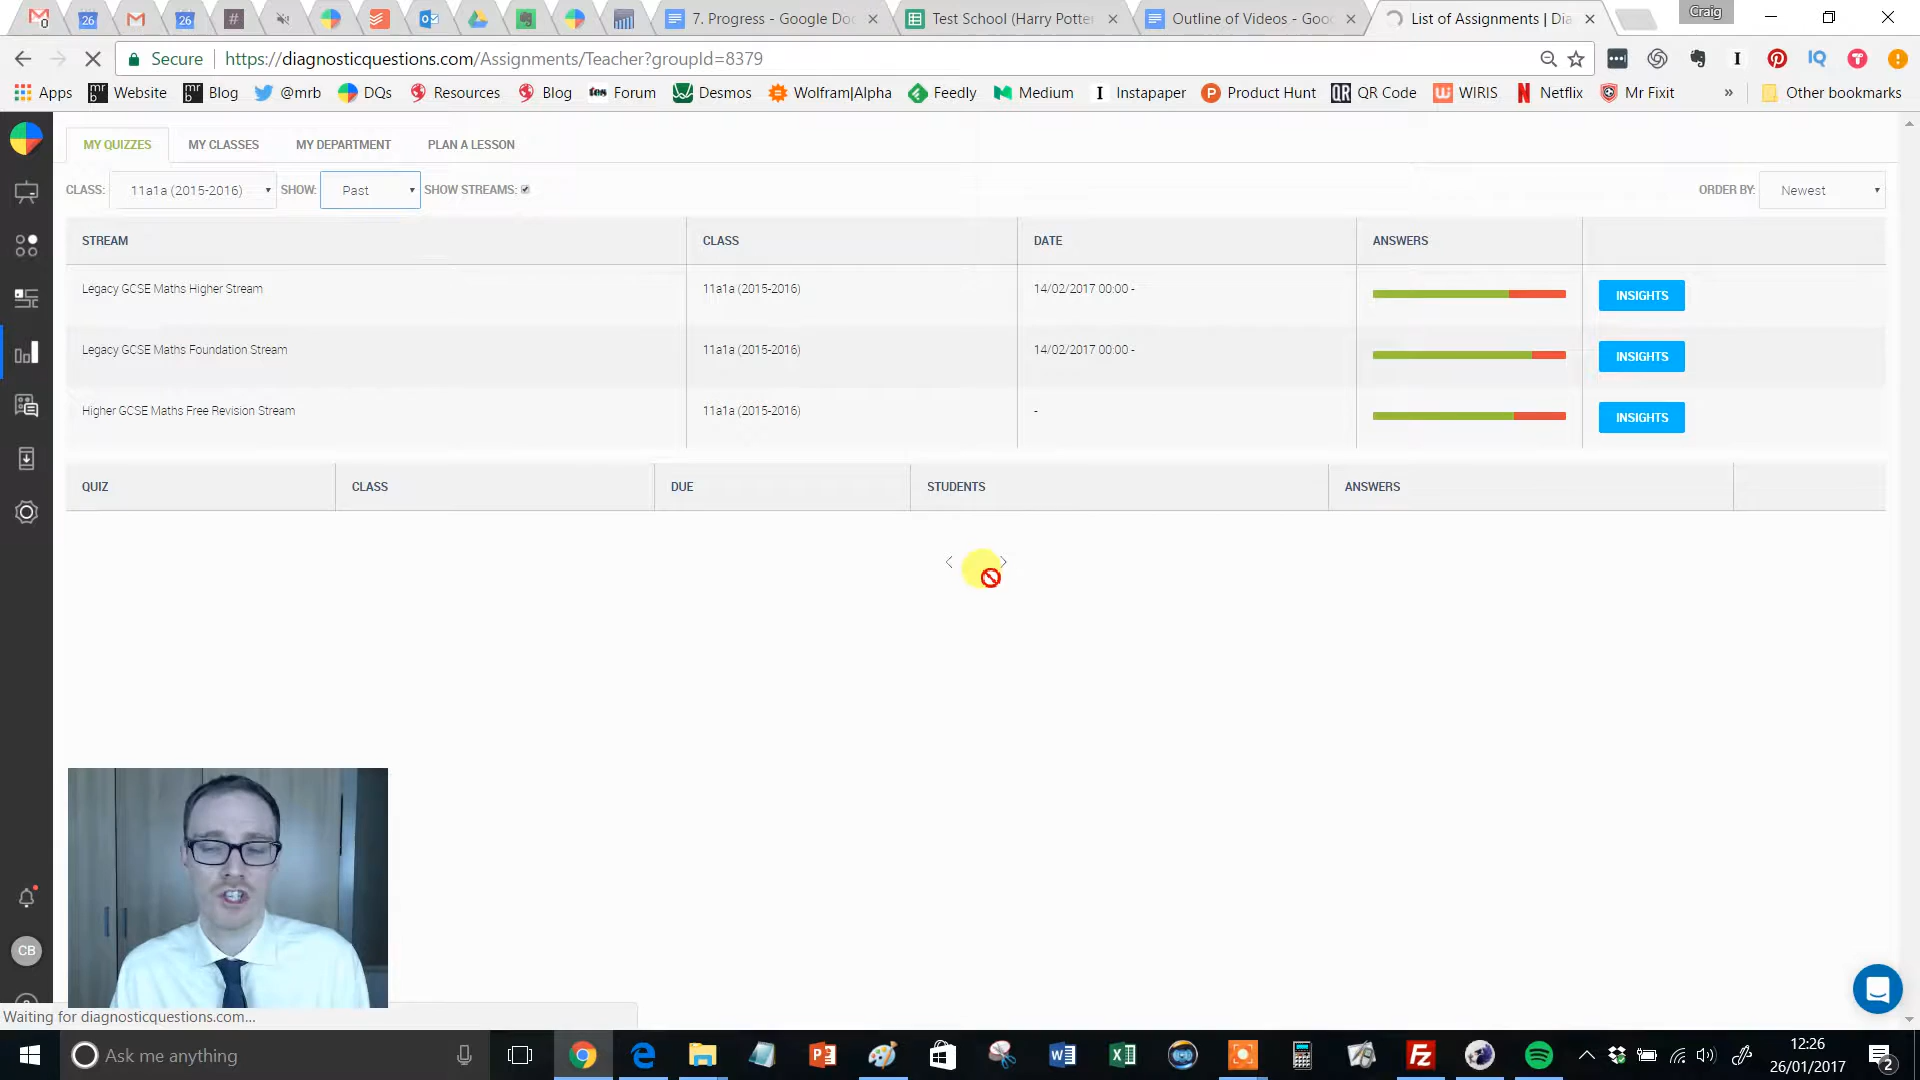 7. Progress - Google Doc
Test School (Harry Potter
Outline of Videos - Goo
List of Assignments | Dia
Craig
Secure
https://diagnosticquestions.com/Assignments/Teacher?groupId=8379
Apps
Website
Blog
@mrb
DQs
Resources
Blog
Forum
Desmos
Wolfram|Alpha
Feedly
Medium
Instapaper
Product Hunt
QR Code
WIRIS
Netflix
Mr Fixit
»
Other bookmarks
MY QUIZZES
MY CLASSES
MY DEPARTMENT
PLAN A LESSON
CLASS: 11a1a (2015-2016) SHOW: Past SHOW STREAMS:
ORDER BY: Newest
STREAM CLASS DATE ANSWERS
Legacy GCSE Maths Higher Stream 11a1a (2015-2016) 14/02/2017 00:00 - INSIGHTS
Legacy GCSE Maths Foundation Stream 11a1a (2015-2016) 14/02/2017 00:00 - INSIGHTS
Higher GCSE Maths Free Revision Stream 11a1a (2015-2016) - INSIGHTS
QUIZ CLASS DUE STUDENTS ANSWERS
CB
Waiting for diagnosticquestions.com...
Ask me anything
12:26
26/01/2017
2